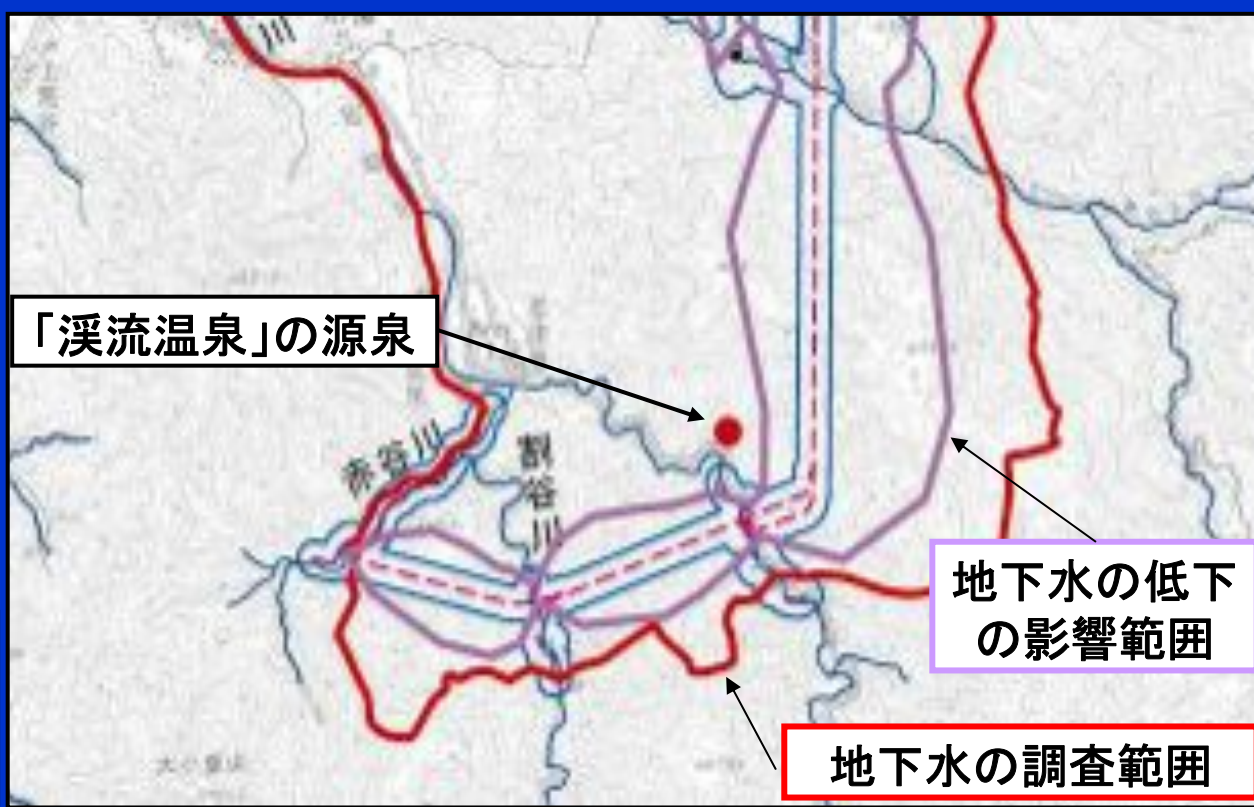 川
「渓流温泉」の源泉
赤谷川
割谷川
地下水の低下
の影響範囲
地下水の調査範囲